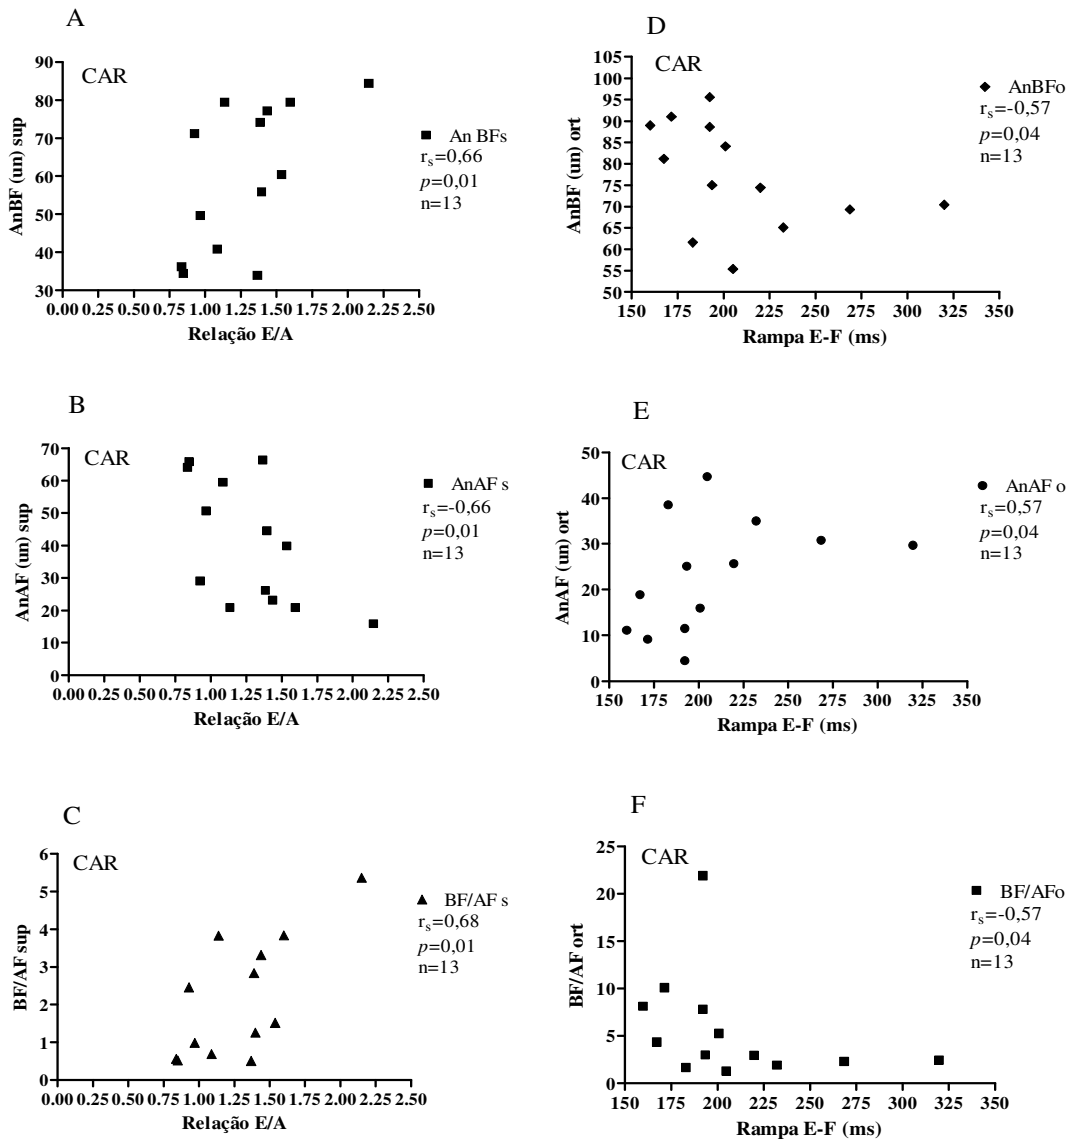 A
CAR
90
80
70
60
50
40
30
AnBF (un) sup
0.00 0.25 0.50 0.75 1.00 1.25 1.50 1.75 2.00 2.25 2.50
Relação E/A
An BFs
rs=0,66
p=0,01
n=13
D
CAR
105
100
95
90
85
80
75
70
65
60
55
50
AnBF (un) ort
150 175 200 225 250 275 300 325 350
Rampa E-F (ms)
AnBFo
rs=-0,57
p=0,04
n=13
B
CAR
70
60
50
40
30
20
10
0
AnAF (un) sup
0.00 0.25 0.50 0.75 1.00 1.25 1.50 1.75 2.00 2.25 2.50
Relação E/A
AnAF s
rs=-0,66
p=0,01
n=13
E
CAR
50
40
30
20
10
0
AnAF (un) ort
150 175 200 225 250 275 300 325 350
Rampa E-F (ms)
AnAF o
rs=0,57
p=0,04
n=13
C
CAR
6
5
4
3
2
1
0
BF/AF sup
0.00 0.25 0.50 0.75 1.00 1.25 1.50 1.75 2.00 2.25 2.50
Relação E/A
BF/AF s
rs=0,68
p=0,01
n=13
F
CAR
25
20
15
10
5
0
BF/AF ort
150 175 200 225 250 275 300 325 350
Rampa E-F (ms)
BF/AFo
rs=-0,57
p=0,04
n=13